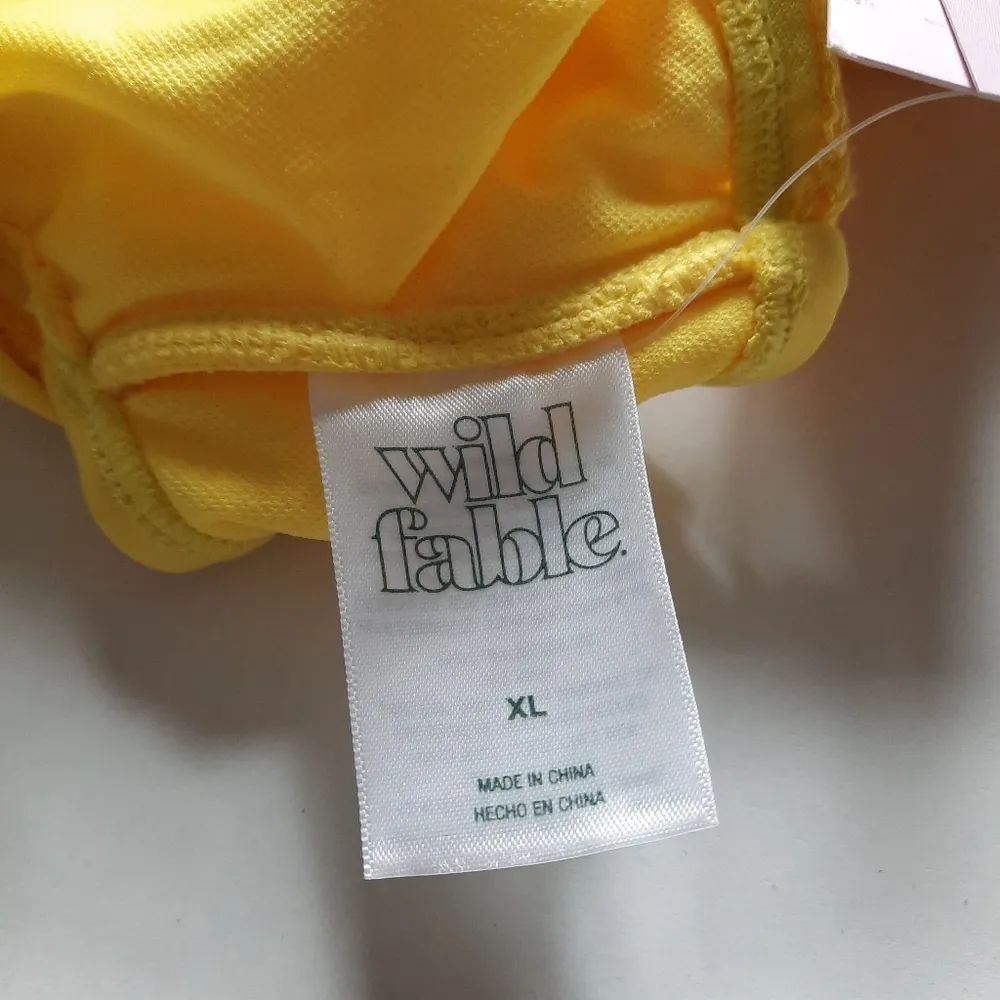 wild
fable.
XL
MADE IN CHINA
HECHO EN CHINA